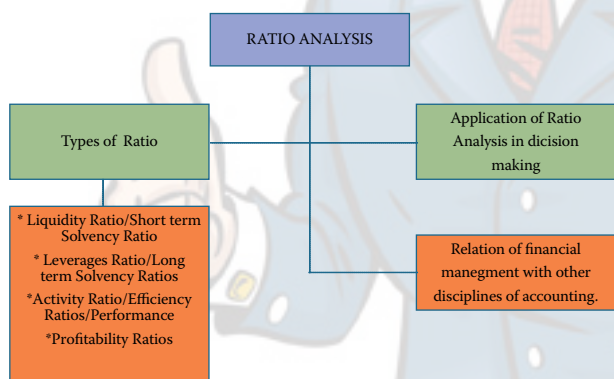 RATIO ANALYSIS
Types of Ratio
Application of Ratio
Analysis in dicision
making
* Liquidity Ratio/Short term
Solvency Ratio
* Leverages Ratio/Long
term Solvency Ratios
*Activity Ratio/Efficiency
Ratios/Performance
*Profitability Ratios
Relation of financial
manegment with other
disciplines of accounting.